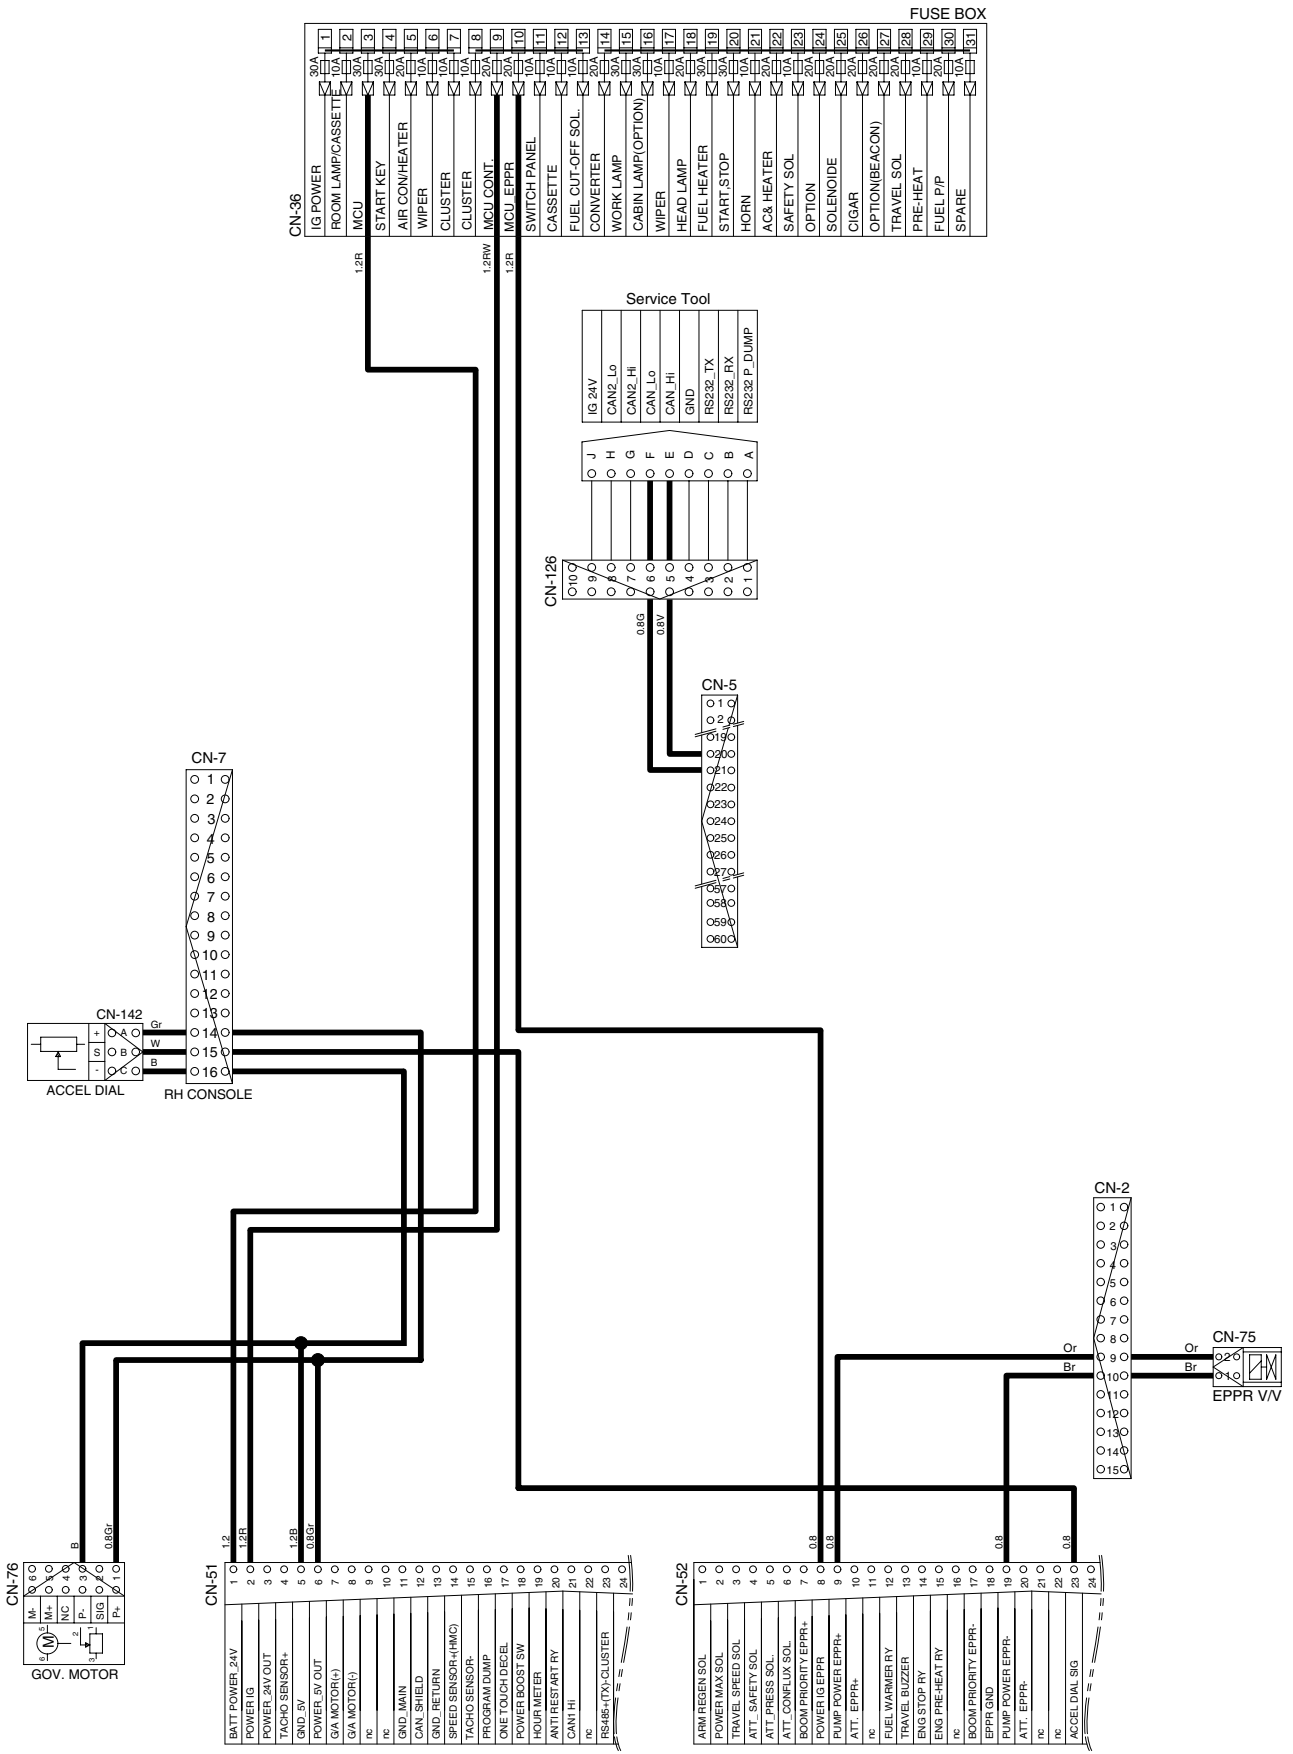 FUSE BOX
CN-36
1 2 3 4 5 6 7 8 9 10 11 12 13 14 15 16 17 18 19 20 21 22 23 24 25 26 27 28 29 30 31
30A 10A 30A 30A 20A 10A 10A 10A 20A 20A 10A 10A 10A 20A 20A 10A 10A 20A 30A 30A 10A 20A 20A 20A 20A 10A 20A 20A 10A 20A 10A
IG POWER
ROOM LAMP/CASSETTE
MCU
START KEY
AIR CON/HEATER
WIPER
CLUSTER
CLUSTER
MCU CONT.
MCU_EPPR
SWITCH PANEL
CASSETTE
FUEL CUT-OFF SOL.
CONVERTER
WORK LAMP
CABIN LAMP(OPTION)
WIPER
HEAD LAMP
FUEL HEATER
START,STOP
HORN
AC& HEATER
SAFETY SOL
OPTION
SOLENOIDE
CIGAR
OPTION(BEACON)
TRAVEL SOL
PRE-HEAT
FUEL P/P
SPARE
1.2R
1.2RW
1.2R
Service Tool
IG 24V
CAN2_Lo
CAN2_Hi
CAN_Lo
CAN_Hi
GND
RS232_TX
RS232_RX
RS232 P_DUMP
J H G F E D C B A
CN-126
10 9 8 7 6 5 4 3 2 1
0.8G
0.8V
CN-5
1
2
19
20
21
22
23
24
25
26
27
57
58
59
60
CN-7
1
2
3
4
5
6
7
8
9
10
11
12
13
14
15
16
RH CONSOLE
CN-142
+ A Gr
S B W
- C B
ACCEL DIAL
CN-2
1
2
3
4
5
6
7
8
9
10
11
12
13
14
15
Or Or
Br Br
CN-75
2
1
EPPR V/V
CN-76
6 5 4 3 2 1
M-
M+
NC
P-
SIG
P+
M
6 5 2 3 1
GOV. MOTOR
B
0.8Gr
CN-51
1.2
1.2R
1.2B
0.8Gr
1 2 3 4 5 6 7 8 9 10 11 12 13 14 15 16 17 18 19 20 21 22 23 24
BATT POWER_24V
POWER IG
POWER_24V OUT
TACHO SENSOR+
GND_5V
POWER_5V OUT
G/A MOTOR(+)
G/A MOTOR(-)
nc
nc
GND_MAIN
CAN_SHIELD
GND_RETURN
SPEED SENSOR+(HMC)
TACHO SENSOR-
PROGRAM DUMP
ONE TOUCH DECEL
POWER BOOST SW
HOUR METER
ANTI RESTART RY
CAN1 Hi
nc
RS485+(TX)-CLUSTER
CN-52
0.8
0.8
0.8
0.8
1 2 3 4 5 6 7 8 9 10 11 12 13 14 15 16 17 18 19 20 21 22 23 24
ARM REGEN SOL
POWER MAX SOL
TRAVEL SPEED SOL
ATT_ SAFETY SOL
ATT_PRESS SOL.
ATT_CONFLUX SOL.
BOOM PRIORITY EPPR+
POWER IG EPPR
PUMP POWER EPPR+
ATT. EPPR+
nc
FUEL WARMER RY
TRAVEL BUZZER
ENG STOP RY
ENG PRE-HEAT RY
nc
BOOM PRIORITY EPPR-
EPPR GND
PUMP POWER EPPR-
ATT. EPPR-
nc
nc
ACCEL DIAL SIG